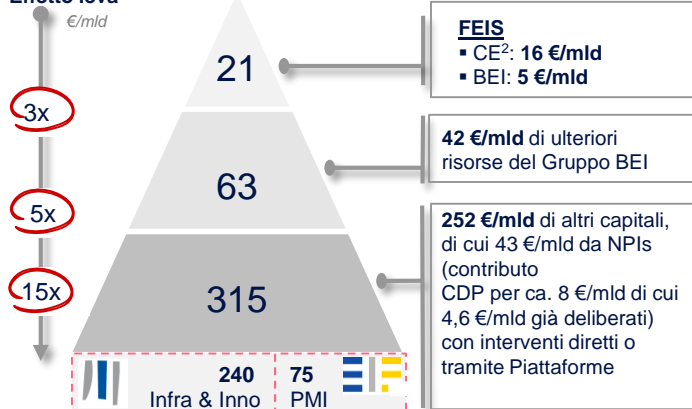 Effetto leva
€/mld
3x
5x
15x
21
63
315
240
Infra & Inno
75
PMI
FEIS
▪ CE²: 16 €/mld
▪ BEI: 5 €/mld
42 €/mld di ulteriori
risorse del Gruppo BEI
252 €/mld di altri capitali,
di cui 43 €/mld da NPIs
(contributo
CDP per ca. 8 €/mld di cui
4,6 €/mld già deliberati)
con interventi diretti o
tramite Piattaforme